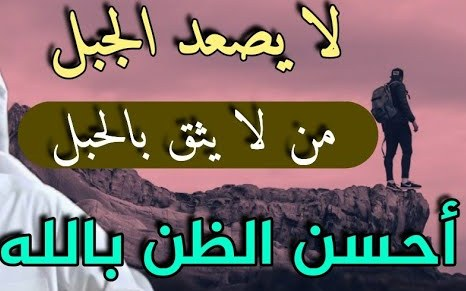 لا يصعد الجبل
من لا يثق بالحبل
أحسن الظن بالله